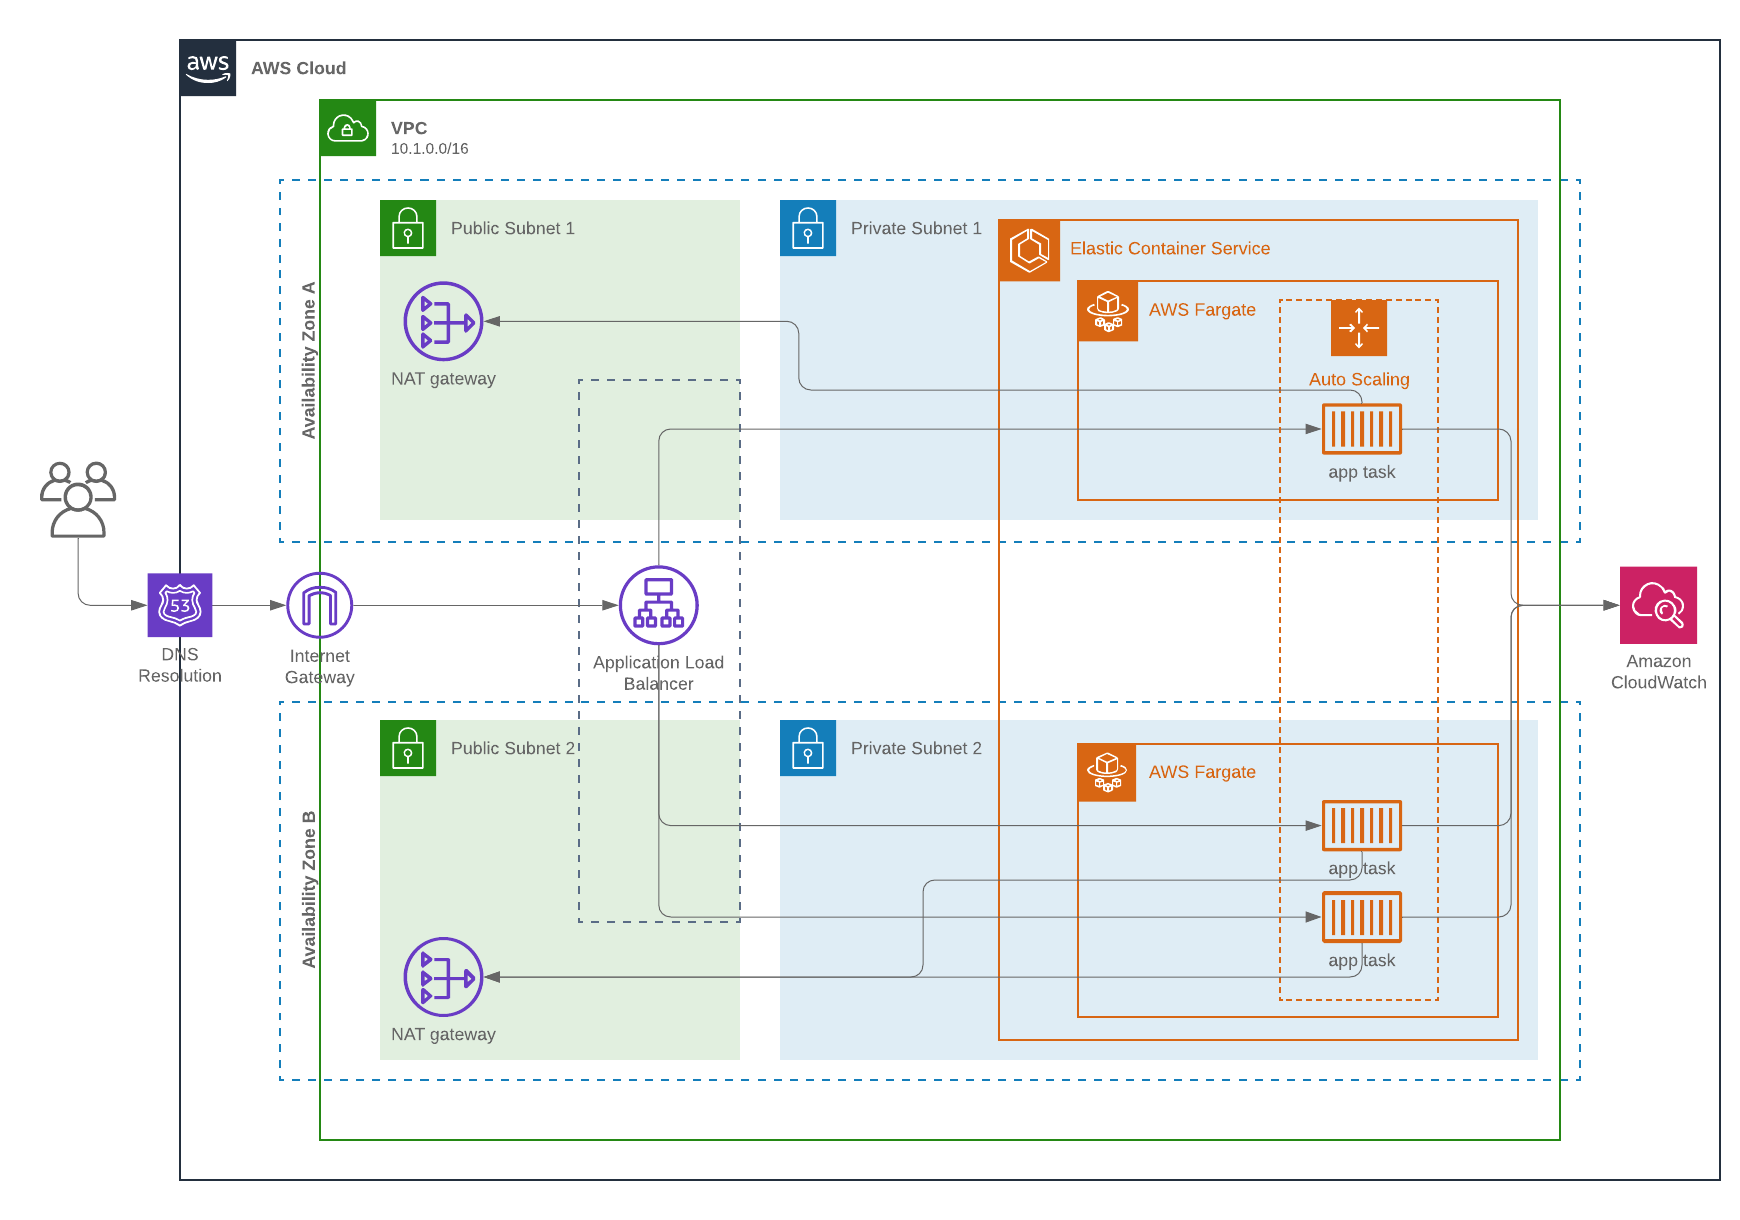 aws
AWS Cloud
VPC
10.1.0.0/16
Availability Zone A
Public Subnet 1
NAT gateway
Private Subnet 1
Elastic Container Service
AWS Fargate
Auto Scaling
app task
53
DNS
Resolution
Internet
Gateway
Application Load
Balancer
Amazon
CloudWatch
Availability Zone B
Public Subnet 2
NAT gateway
Private Subnet 2
AWS Fargate
app task
app task